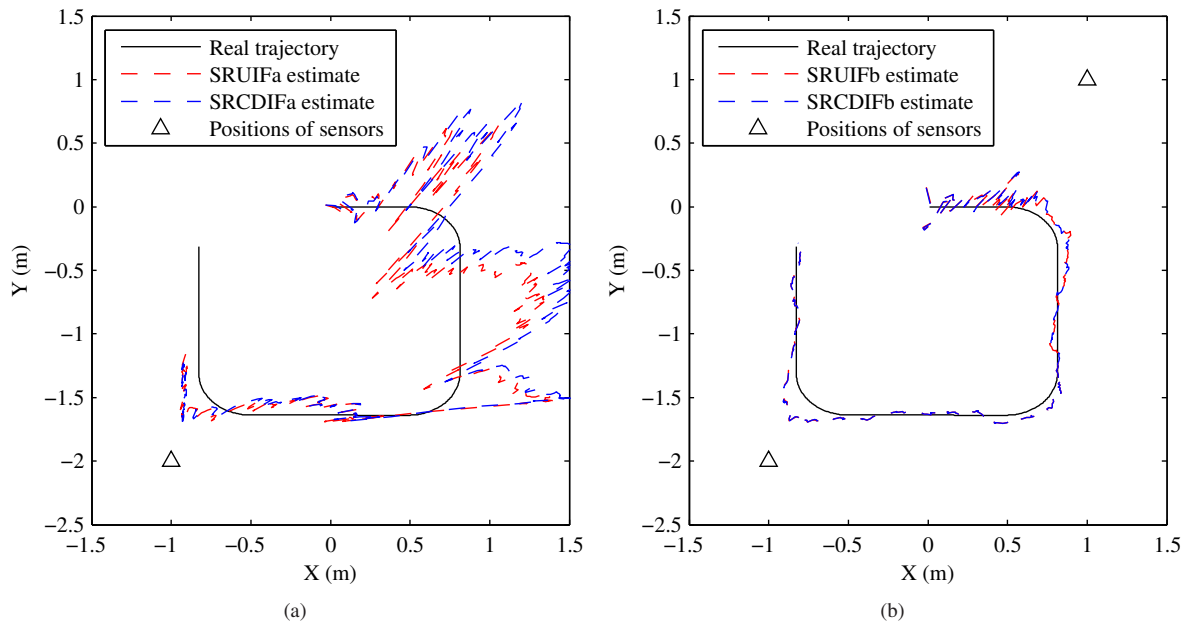 1.5
1
0.5
0
−0.5
−1
−1.5
−2
−2.5
Y (m)
Real trajectory
SRUIFa estimate
SRCDIFa estimate
Positions of sensors
−1.5
−1
−0.5
0
0.5
1
1.5
X (m)
(a)
1.5
1
0.5
0
−0.5
−1
−1.5
−2
−2.5
Y (m)
Real trajectory
SRUIFb estimate
SRCDIFb estimate
Positions of sensors
−1.5
−1
−0.5
0
0.5
1
1.5
X (m)
(b)